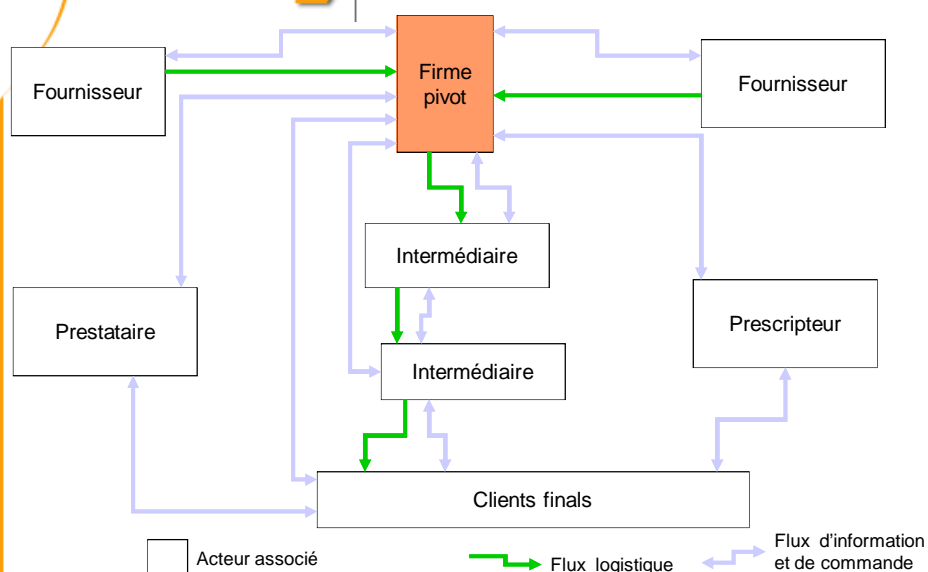 Fournisseur
Firme
pivot
Fournisseur
Intermédiaire
Prestataire
Prescripteur
Intermédiaire
Clients finals
Acteur associé
Flux logistique
Flux d'information
et de commande